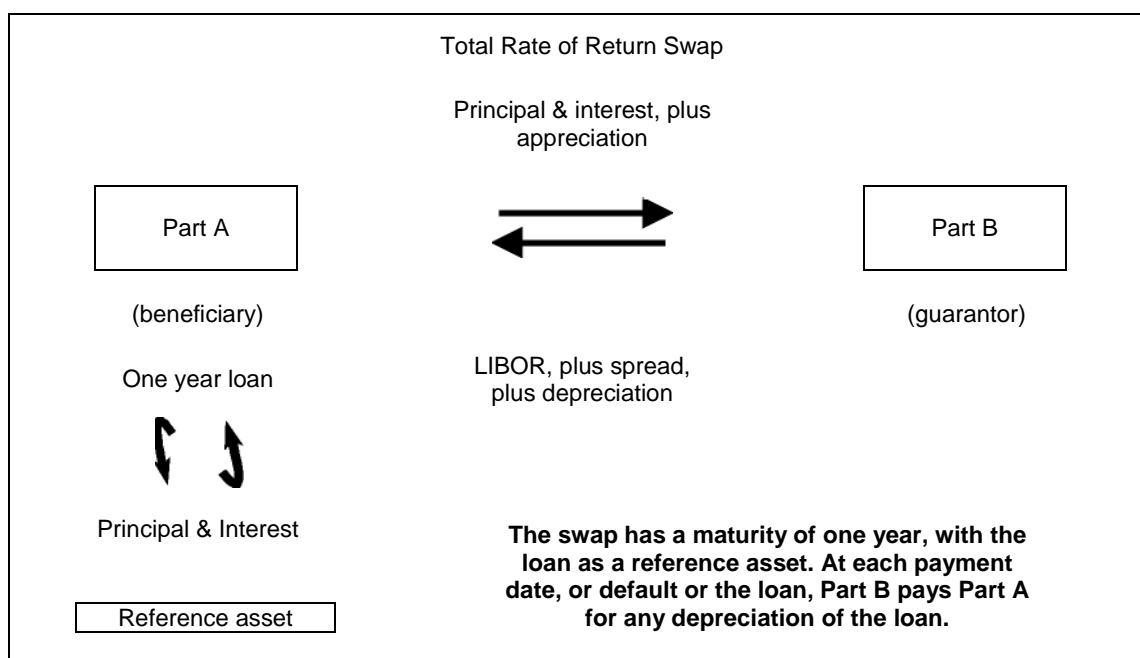 Total Rate of Return Swap
Principal & interest, plus
appreciation
Part A
Part B
(beneficiary)
(guarantor)
One year loan
LIBOR, plus spread,
plus depreciation
Principal & Interest
The swap has a maturity of one year, with the
loan as a reference asset. At each payment
date, or default or the loan, Part B pays Part A
for any depreciation of the loan.
Reference asset